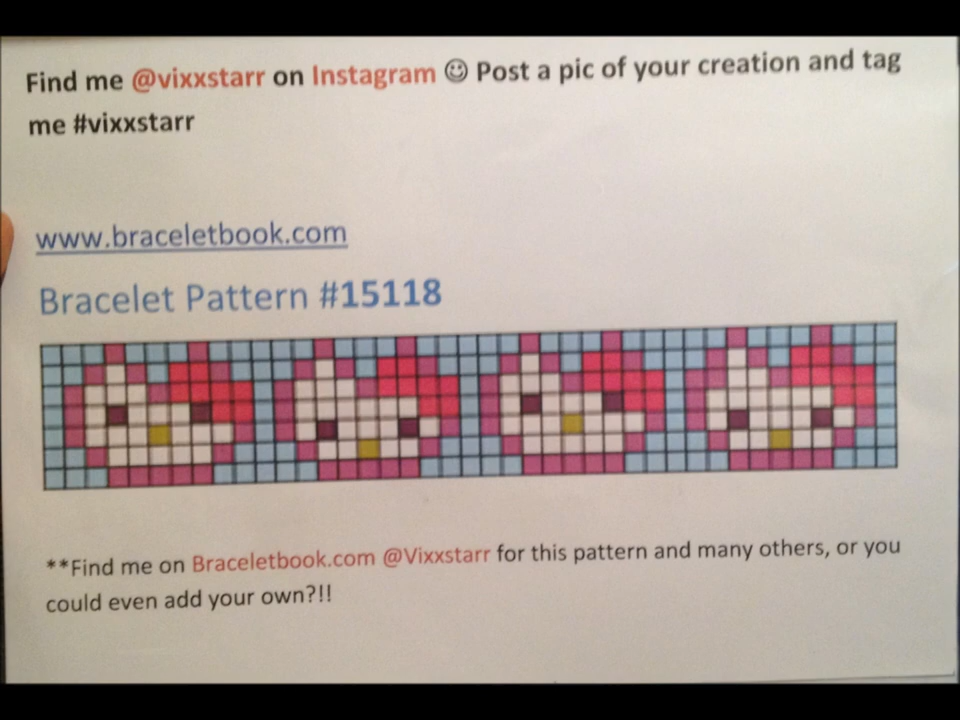 Find me @vixxstarr on Instagram ☺ Post a pic of your creation and tag
me #vixxstarr
www.braceletbook.com
Bracelet Pattern #15118
**Find me on Braceletbook.com @Vixxstarr for this pattern and many others, or you
could even add your own?!!